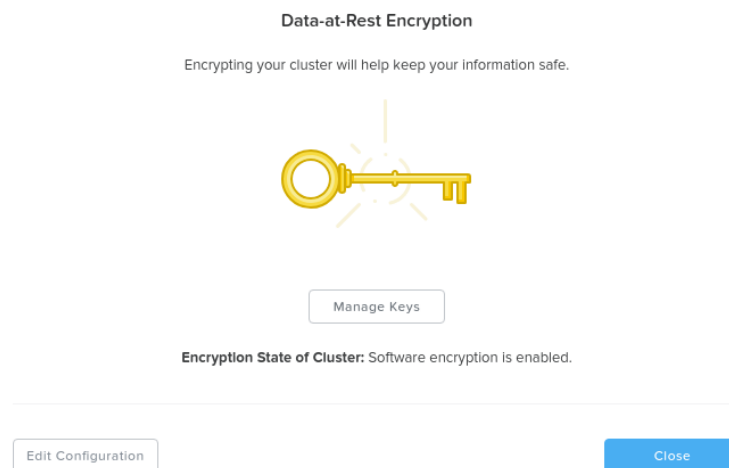 Data-at-Rest Encryption
Encrypting your cluster will help keep your information safe.
Manage Keys
Encryption State of Cluster: Software encryption is enabled.
Edit Configuration
Close